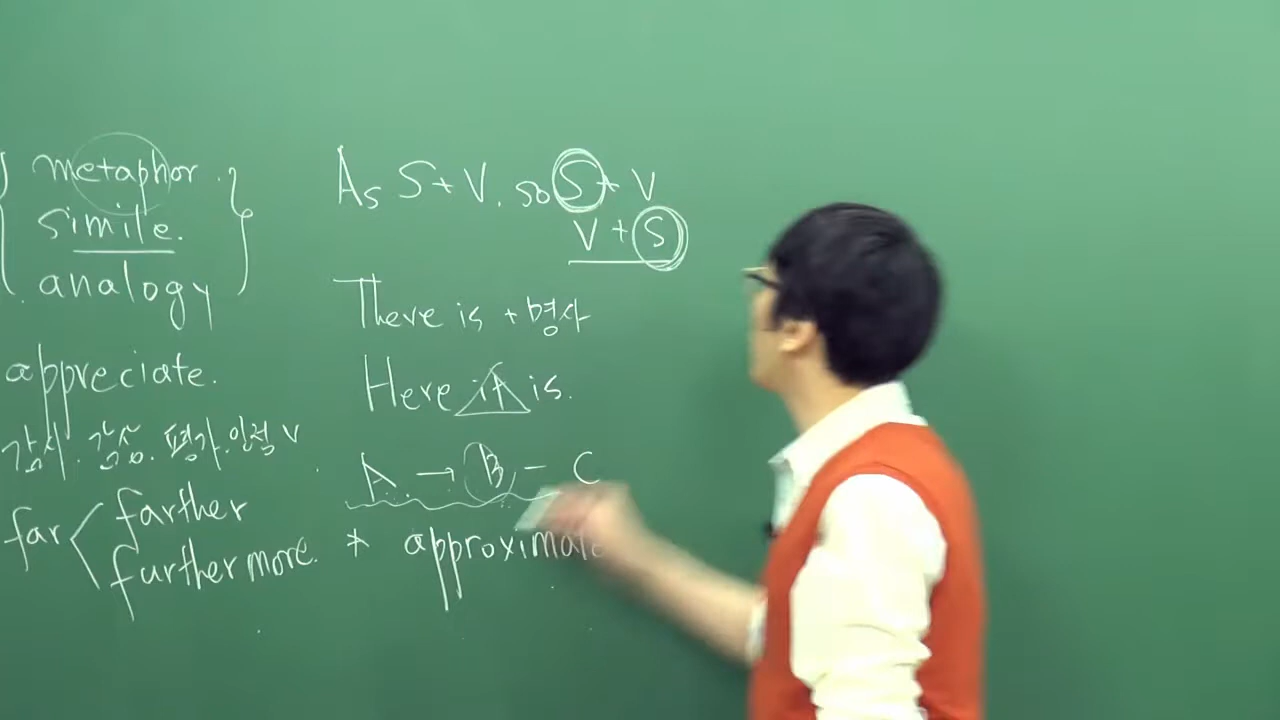 metaphor.
simile.
analogy
appreciate.
감사. 감상. 평가. 인정 V
far farther
furthermore.
As S+V, so S+V
V+S
There is + 명사
Here it is.
A → B - C
* approximate